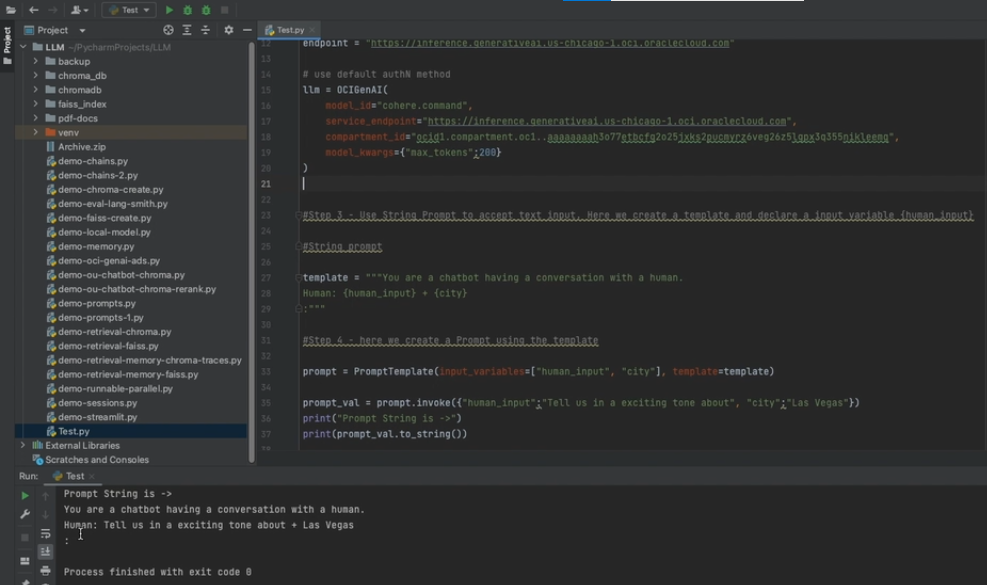 Test
Project
Test.py
Project
LLM ~/PycharmProjects/LLM
backup
chroma_db
chromadb
faiss_index
pdf-docs
venv
Archive.zip
demo-chains.py
demo-chains-2.py
demo-chroma-create.py
demo-eval-lang-smith.py
demo-faiss-create.py
demo-local-model.py
demo-memory.py
demo-oci-genai-ads.py
demo-ou-chatbot-chroma.py
demo-ou-chatbot-chroma-rerank.py
demo-prompts.py
demo-prompts-1.py
demo-retrieval-chroma.py
demo-retrieval-faiss.py
demo-retrieval-memory-chroma-traces.py
demo-retrieval-memory-faiss.py
demo-runnable-parallel.py
demo-sessions.py
demo-streamlit.py
Test.py
External Libraries
Scratches and Consoles
12 endpoint = "https://inference.generativeai.us-chicago-1.oci.oraclecloud.com"
13
14 # use default authN method
15 llm = OCIGenAI(
16 model_id="cohere.command",
17 service_endpoint="https://inference.generativeai.us-chicago-1.oci.oraclecloud.com",
18 compartment_id=
19 model_kwargs={"max_tokens":200}
20 )
21
22
23 #Step 3 - Use String Prompt to accept text input. Here we create a template and declare a input variable {human_input}
24
25 #String prompt
26
27 template = """You are a chatbot having a conversation with a human.
28 Human: {human_input} + {city}
29 :"""
30
31 #Step 4 - here we create a Prompt using the template
32
33 prompt = PromptTemplate(input_variables=["human_input", "city"], template=template)
34
35 prompt_val = prompt.invoke({"human_input":"Tell us in a exciting tone about", "city":"Las Vegas"})
36 print("Prompt String is ->")
37 print(prompt_val.to_string())
38
Run: Test
Prompt String is ->
You are a chatbot having a conversation with a human.
Human: Tell us in a exciting tone about + Las Vegas
:
Process finished with exit code 0